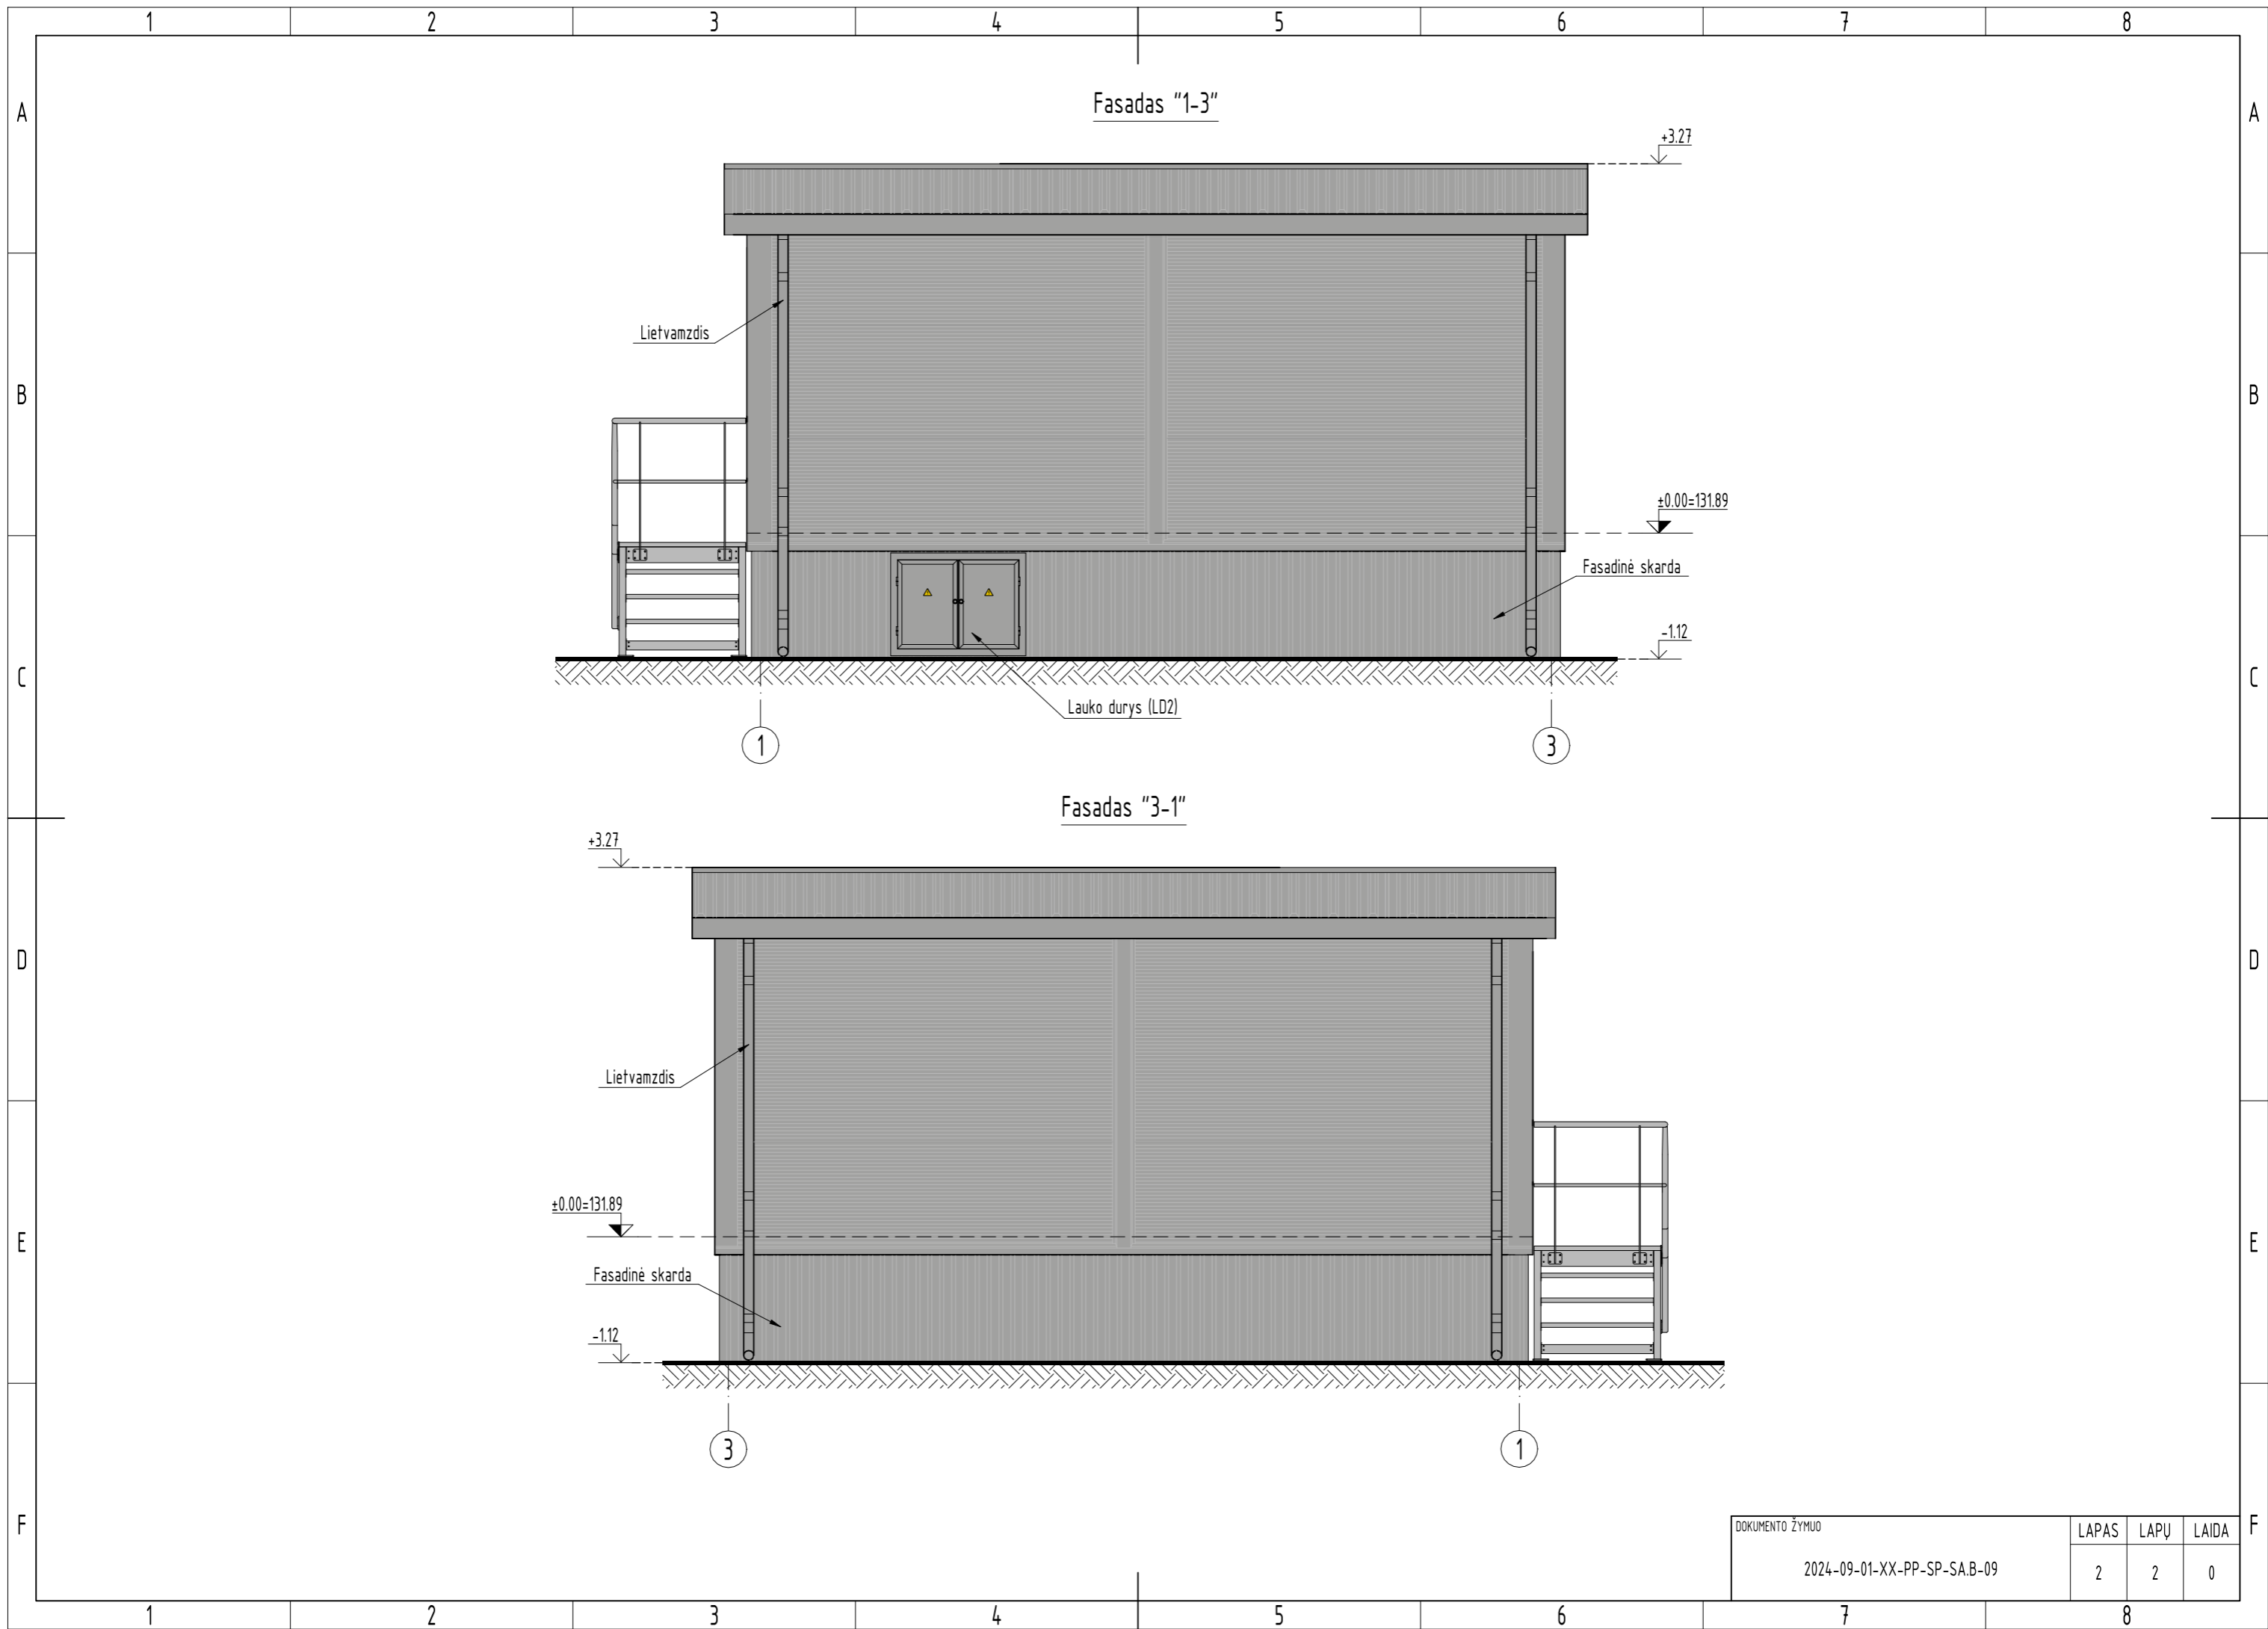 1 2 3 4 5 6 7 8
A A
Fasadas "1-3"
+3.27
Lietvamzdis
B B
±0.00=131.89
Fasadinė skarda
-1.12
C C
Lauko durys (LD2)
1 3
Fasadas "3-1"
+3.27
D D
Lietvamzdis
±0.00=131.89
E E
Fasadinė skarda
-1.12
3 1
F F
DOKUMENTO ŽYMUO LAPAS LAPŲ LAIDA
2024-09-01-XX-PP-SP-SA.B-09 2 2 0
1 2 3 4 5 6 7 8